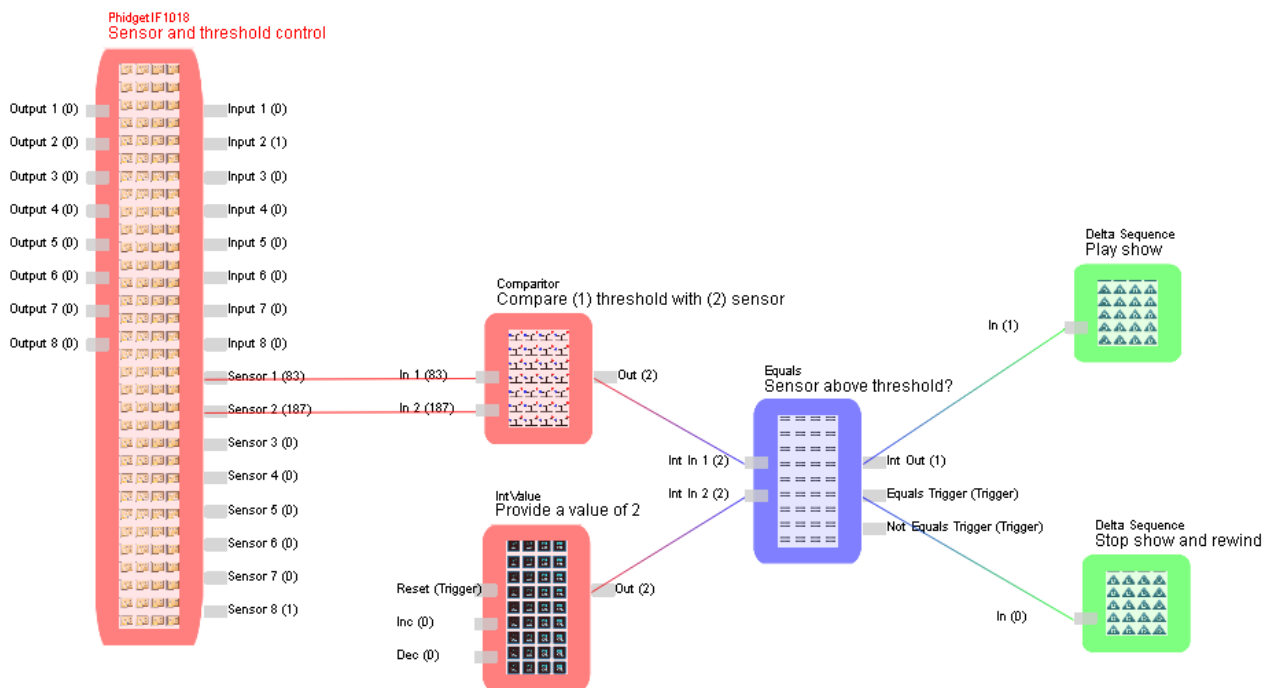 PhidgetIF1018
Sensor and threshold control
Output 1 (0)
Output 2 (0)
Output 3 (0)
Output 4 (0)
Output 5 (0)
Output 6 (0)
Output 7 (0)
Output 8 (0)
Input 1 (0)
Input 2 (1)
Input 3 (0)
Input 4 (0)
Input 5 (0)
Input 6 (0)
Input 7 (0)
Input 8 (0)
Sensor 1 (83)
Sensor 2 (187)
Sensor 3 (0)
Sensor 4 (0)
Sensor 5 (0)
Sensor 6 (0)
Sensor 7 (0)
Sensor 8 (1)
Comparitor
Compare (1) threshold with (2) sensor
In 1 (83)
In 2 (187)
Out (2)
IntValue
Provide a value of 2
Reset (Trigger)
Inc (0)
Dec (0)
Out (2)
Equals
Sensor above threshold?
Int In 1 (2)
Int In 2 (2)
Int Out (1)
Equals Trigger (Trigger)
Not Equals Trigger (Trigger)
Delta Sequence
Play show
In (1)
Delta Sequence
Stop show and rewind
In (0)